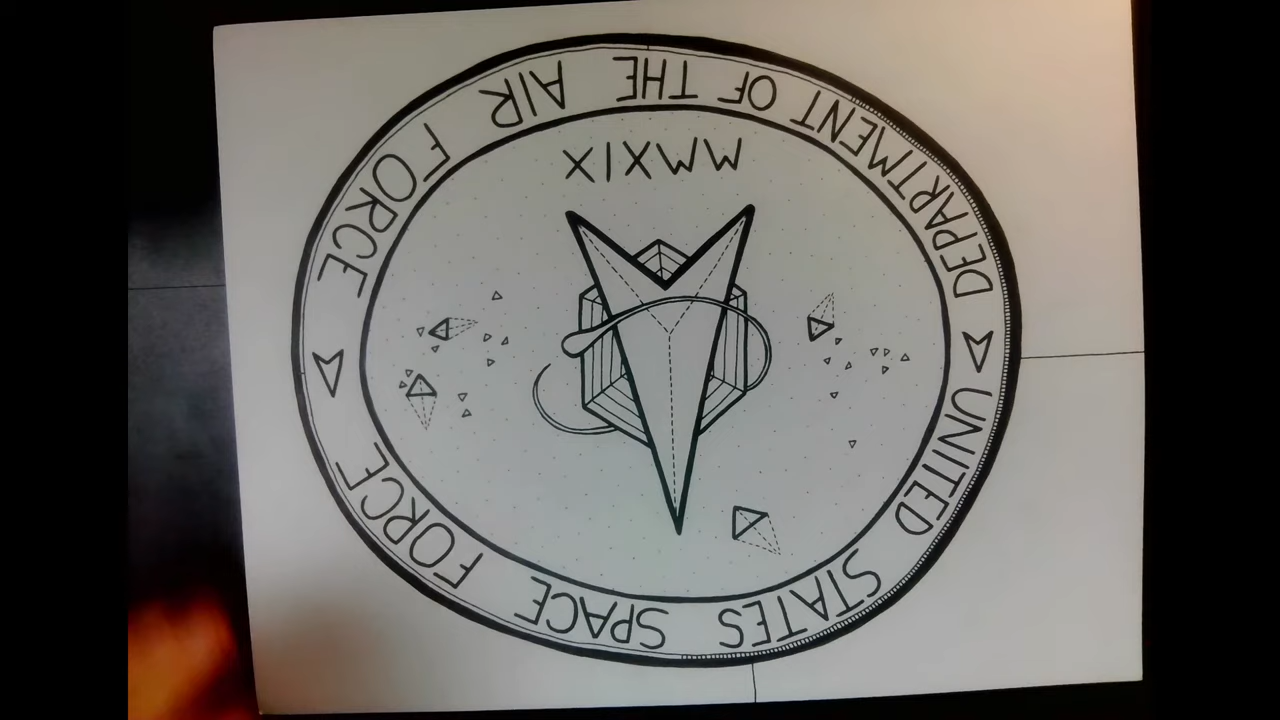 UNITED STATES SPACE FORCE
DEPARTMENT OF THE AIR FORCE
MMXIX